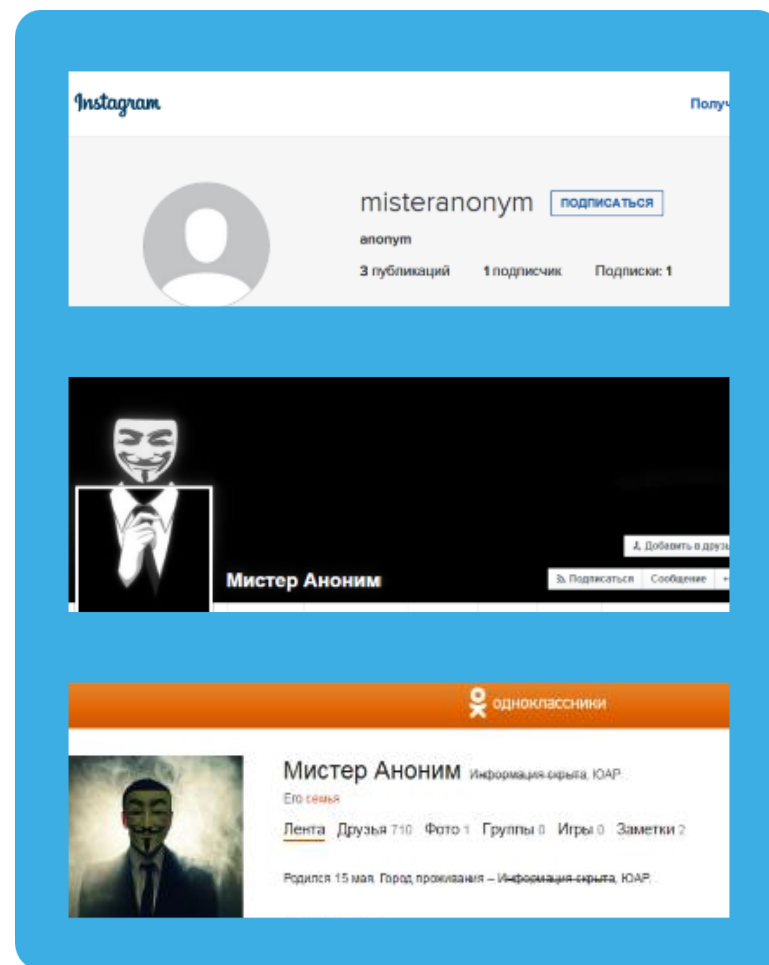 Instagram
Получ
misteranonym ПОДПИСАТЬСЯ
anonym
3 публикаций 1 подписчик Подписки: 1
Добавить в друзь
Мистер Аноним Подписаться Сообщение
одноклассники
Мистер Аноним Информация скрыта, ЮАР
Его семья
Лента Друзья 710 Фото 1 Группы 0 Игры 0 Заметки 2
Родился 15 мая. Город проживания – Информация скрыта, ЮАР.